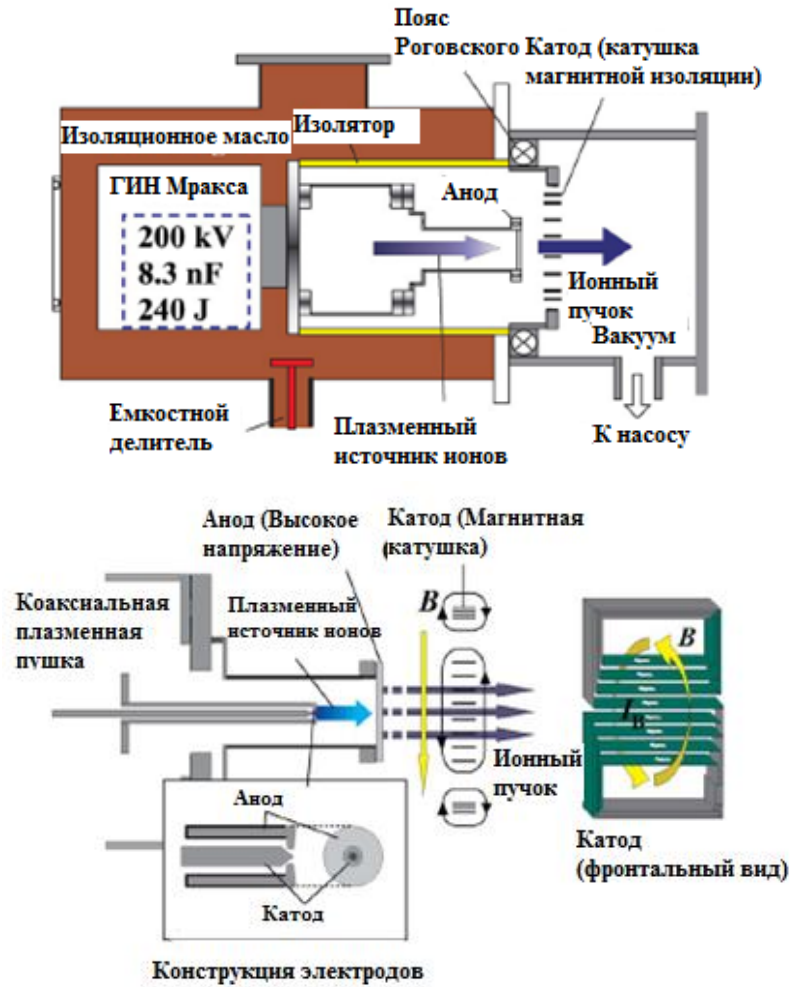 Пояс
Роговского
Катод (катушка
магнитной изоляции)
Изоляционное масло
Изолятор
ГИН Мракса
200 kV
8.3 nF
240 J
Анод
Ионный
пучок
Вакуум
Емкостной
делитель
Плазменный
источник ионов
К насосу
Анод (Высокое
напряжение)
Катод (Магнитная
катушка)
Коаксиальная
плазменная
пушка
Плазменный
источник ионов
B
B
I_B
Ионный
пучок
Анод
Катод
Катод
(фронтальный вид)
Конструкция электродов